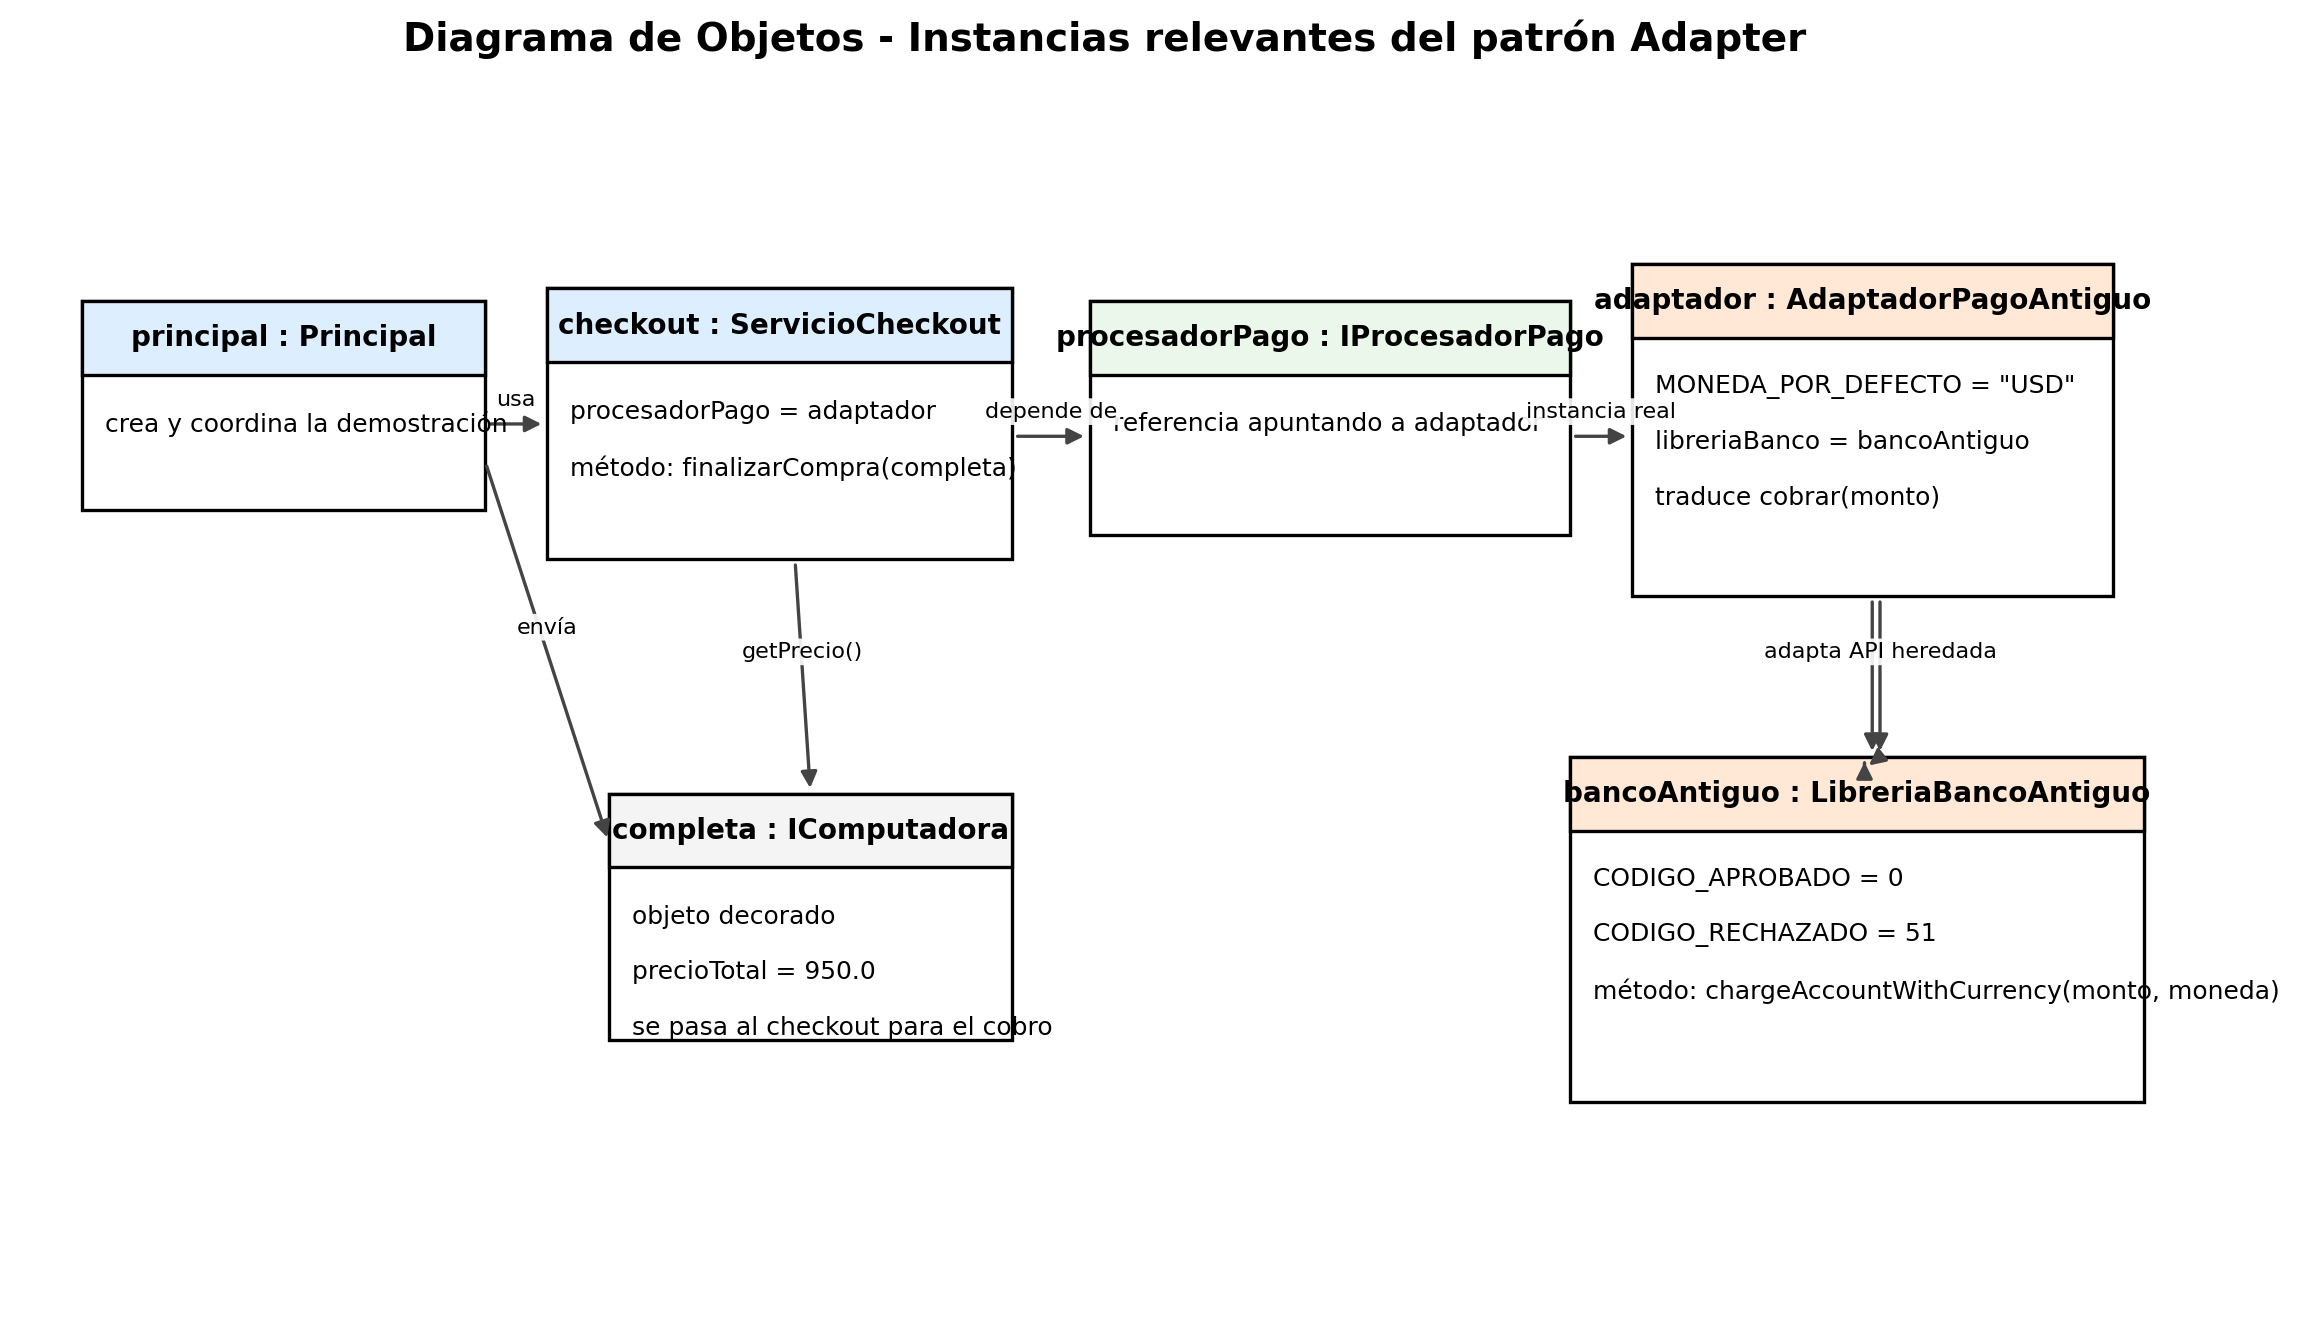 Diagrama de Objetos - Instancias relevantes del patrón Adapter
principal : Principal
crea y coordina la demostración
usa
checkout : ServicioCheckout
procesadorPago = adaptador
método: finalizarCompra(completa)
depende de
procesadorPago : IProcesadorPago
referencia apuntando a adaptador
instancia real
adaptador : AdaptadorPagoAntiguo
MONEDA_POR_DEFECTO = "USD"
libreriaBanco = bancoAntiguo
traduce cobrar(monto)
envía
getPrecio()
adapta API heredada
completa : IComputadora
objeto decorado
precioTotal = 950.0
se pasa al checkout para el cobro
bancoAntiguo : LibreriaBancoAntiguo
CODIGO_APROBADO = 0
CODIGO_RECHAZADO = 51
método: chargeAccountWithCurrency(monto, moneda)